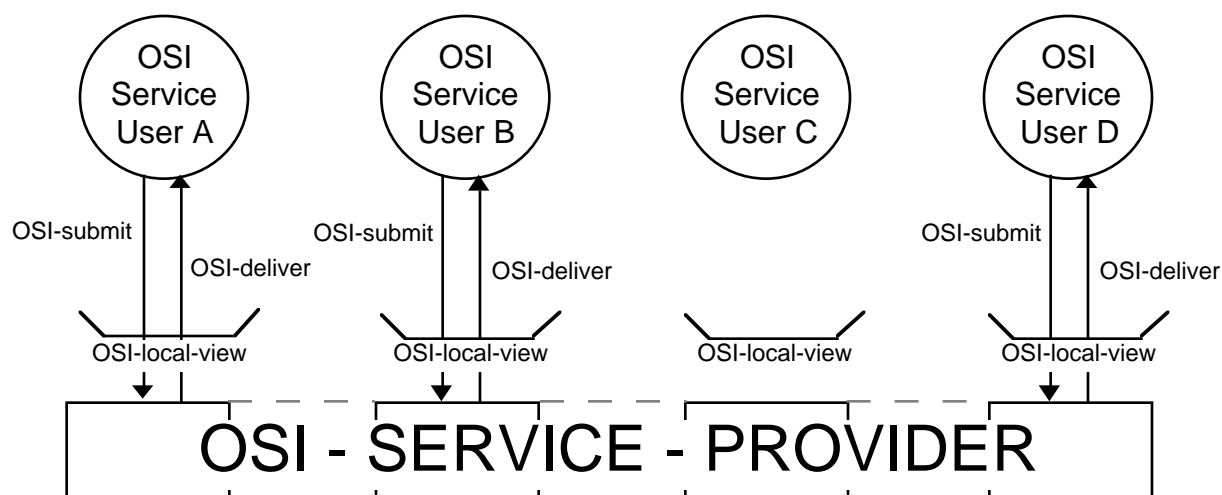 OSI
Service
User A
OSI
Service
User B
OSI
Service
User C
OSI
Service
User D
OSI-submit
OSI-deliver
OSI-submit
OSI-deliver
OSI-submit
OSI-deliver
OSI-local-view
OSI-local-view
OSI-local-view
OSI-local-view
OSI - SERVICE - PROVIDER